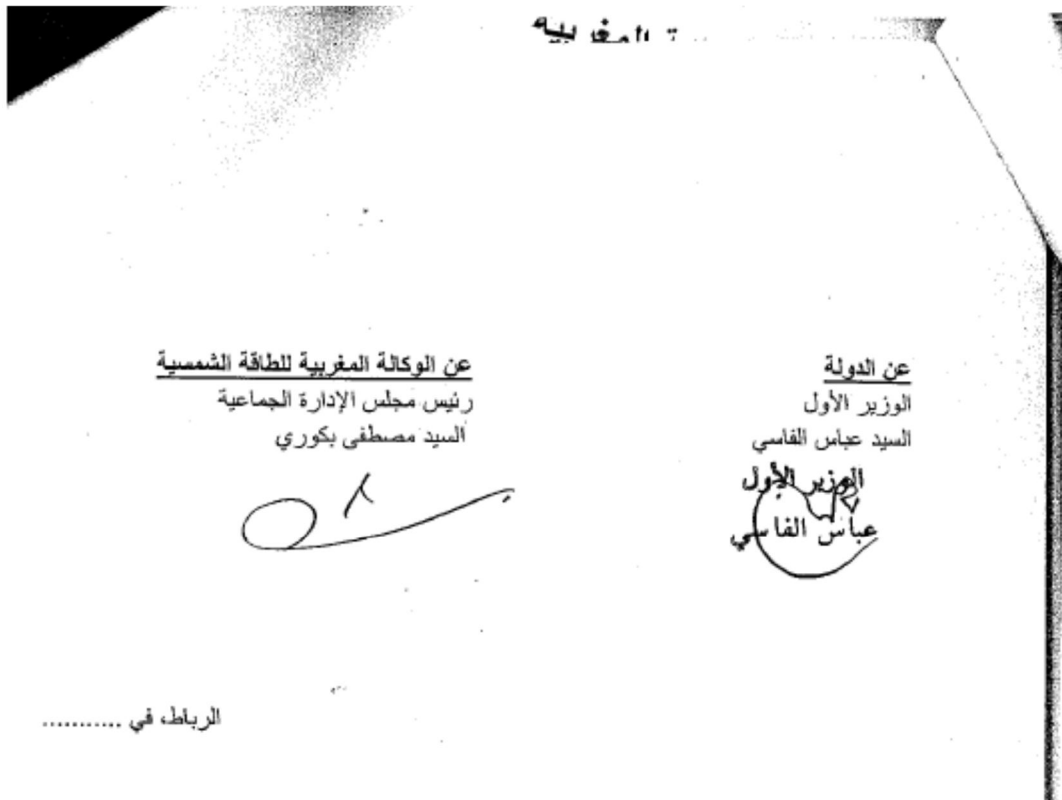 المغربية
عن الدولة
الوزير الأول
السيد عباس الفاسي
الوزير الأول
عباس الفاسي
عن الوكالة المغربية للطاقة الشمسية
رئيس مجلس الإدارة الجماعية
السيد مصطفى بكوري
الرباط، في ...........